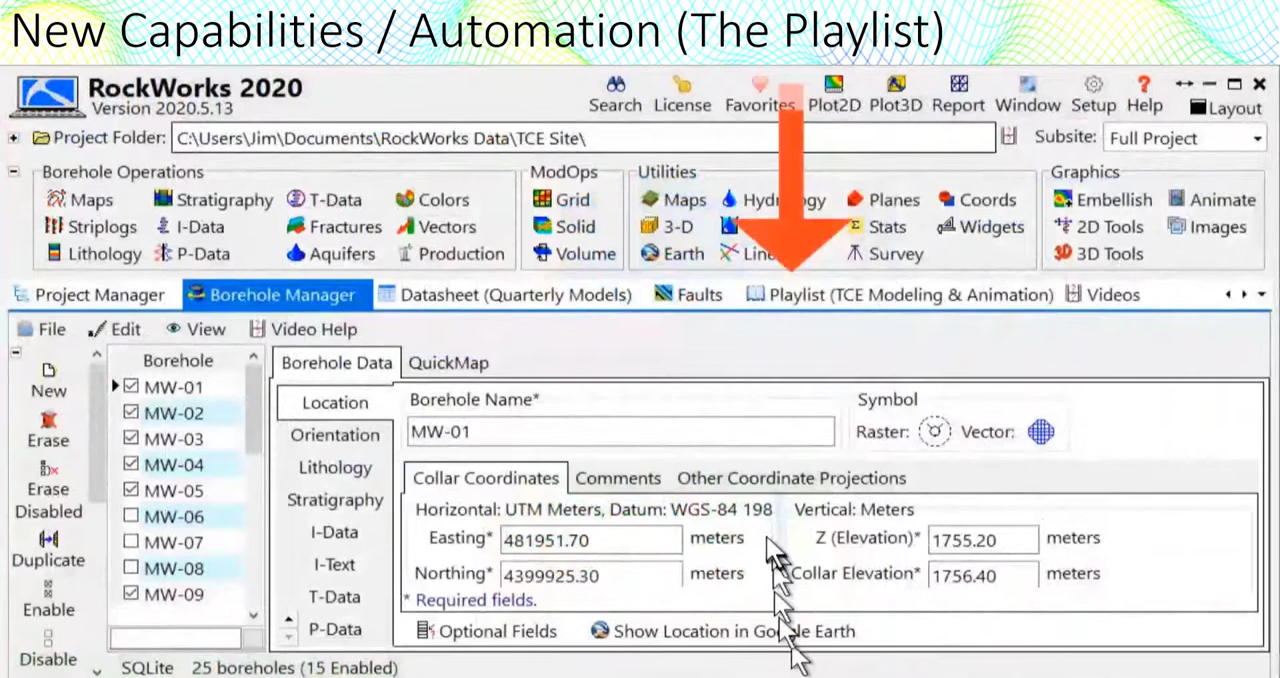 New Capabilities / Automation (The Playlist)
RockWorks 2020
Version 2020.5.13
Search License Favorites Plot2D Plot3D Report Window Setup Help Layout
Project Folder: C:\Users\Jim\Documents\RockWorks Data\TCE Site\ Subsite: Full Project
Borehole Operations ModOps Utilities Graphics
Maps Stratigraphy T-Data Colors Grid Maps Planes Coords Embellish Animate
Striplogs I-Data Fractures Vectors Solid 3-D Stats Widgets 2D Tools Images
Lithology P-Data Aquifers Production Volume Earth Survey 3D Tools
Project Manager Borehole Manager Datasheet (Quarterly Models) Faults Playlist (TCE Modeling & Animation) Videos
File Edit View Video Help
New
Erase
Erase Disabled
Duplicate
Enable
Disable
Borehole
MW-01
MW-02
MW-03
MW-04
MW-05
MW-06
MW-07
MW-08
MW-09
Borehole Data QuickMap
Location
Orientation
Lithology
Stratigraphy
I-Data
I-Text
T-Data
P-Data
Borehole Name* Symbol
MW-01 Raster: Vector:
Collar Coordinates Comments Other Coordinate Projections
Horizontal: UTM Meters, Datum: WGS-84 198 Vertical: Meters
Easting* 481951.70 meters Z (Elevation)* 1755.20 meters
Northing* 4399925.30 meters Collar Elevation* 1756.40 meters
* Required fields.
Optional Fields Show Location in Google Earth
SQLite 25 boreholes (15 Enabled)